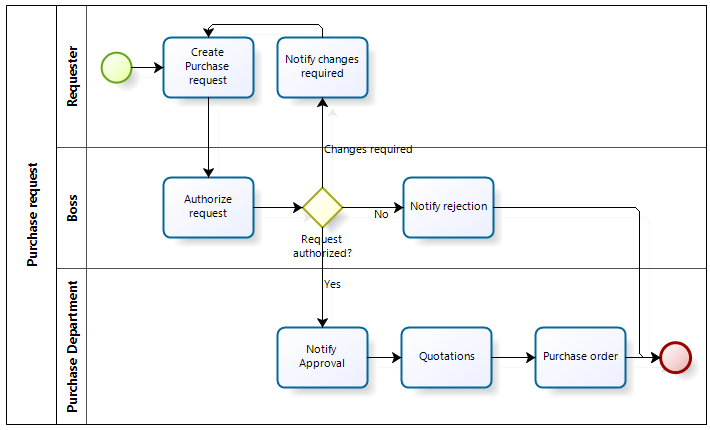 Purchase request
Requester
Create
Purchase
request
Notify changes
required
Changes required
Boss
Authorize
request
Request
authorized?
No
Notify rejection
Yes
Purchase Department
Notify
Approval
Quotations
Purchase order